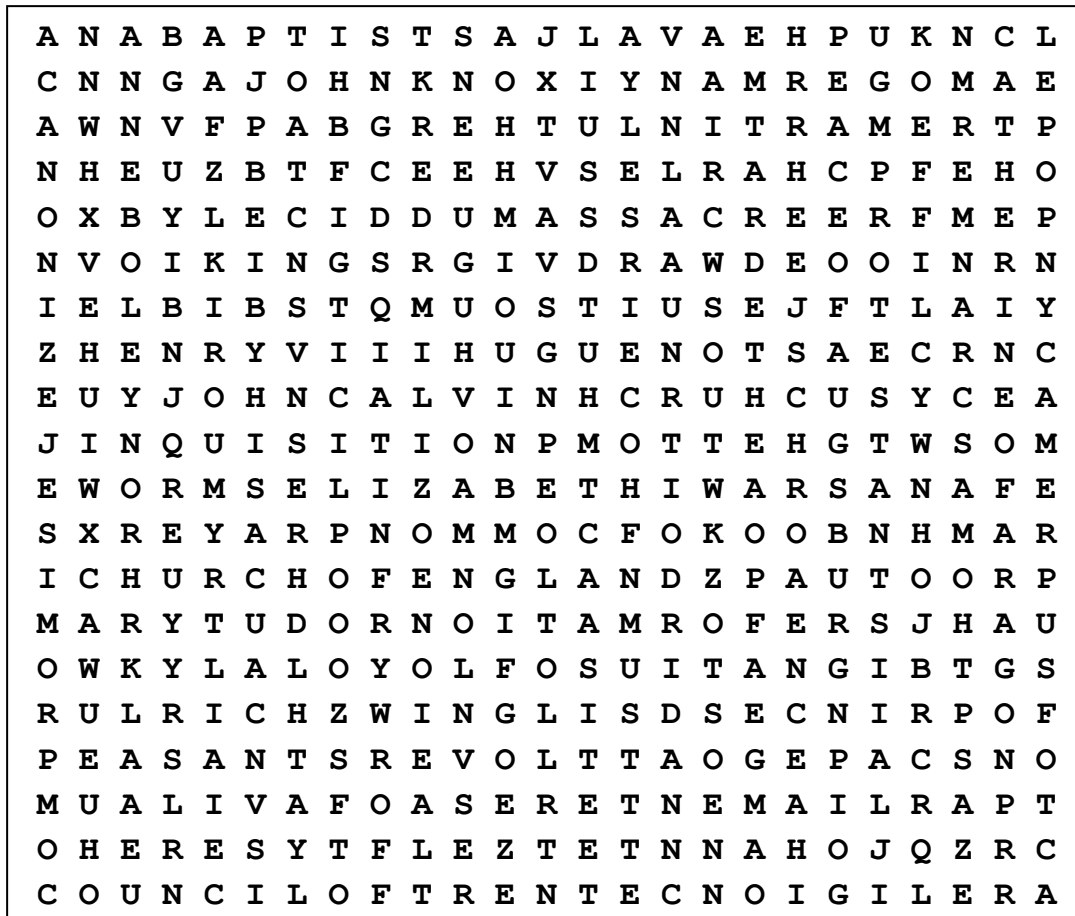 A N A B A P T I S T S A J L A V A E H P U K N C L
C N N G A J O H N K N O X I Y N A M R E G O M A E
A W N V F P A B G R E H T U L N I T R A M E R T P
N H E U Z B T F C E E H V S E L R A H C P F E H O
O X B Y L E C I D D U M A S S A C R E E R F M E P
N V O I K I N G S R G I V D R A W D E O O I N R N
I E L B I B S T Q M U O S T I U S E J F T L A I Y
Z H E N R Y V I I I H U G U E N O T S A E C R N C
E U Y J O H N C A L V I N H C R U H C U S Y C E A
J I N Q U I S I T I O N P M O T T E H G T W S O M
E W O R M S E L I Z A B E T H I W A R S A N A F E
S X R E Y A R P N O M M O C F O K O O B N H M A R
I C H U R C H O F E N G L A N D Z P A U T O O R P
M A R Y T U D O R N O I T A M R O F E R S J H A U
O W K Y L A L O Y O L F O S U I T A N G I B T G S
R U L R I C H Z W I N G L I S D S E C N I R P O F
P E A S A N T S R E V O L T T A O G E P A C S N O
M U A L I V A F O A S E R E T N E M A I L R A P T
O H E R E S Y T F L E Z T E T N N A H O J Q Z R C
C O U N C I L O F T R E N T E C N O I G I L E R A